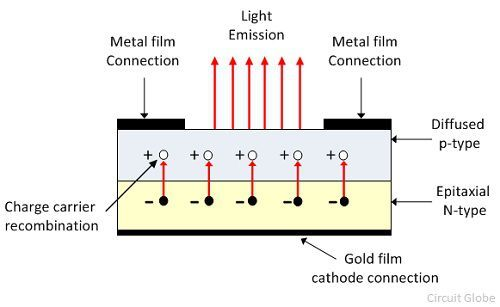 Light
Emission
Metal film
Connection
Metal film
Connection
Diffused
p-type
+ + + + +
Epitaxial
N-type
- - - - -
Charge carrier
recombination
Gold film
cathode connection
Circuit Globe